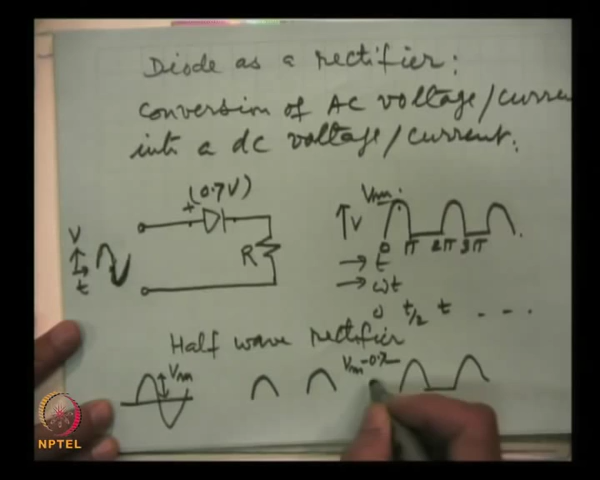 Diode as a rectifier:
conversion of AC voltage/curre
into a dc voltage/current.
(0.7V)
+
V
t
R
Vm.
V
0 π 2π 3π
t
ωt
0 t/2 t - - - -
Half wave rectifier
Vm
Vm-0.7
NPTEL